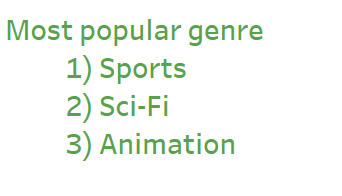 Most popular genre
1) Sports
2) Sci-Fi
3) Animation